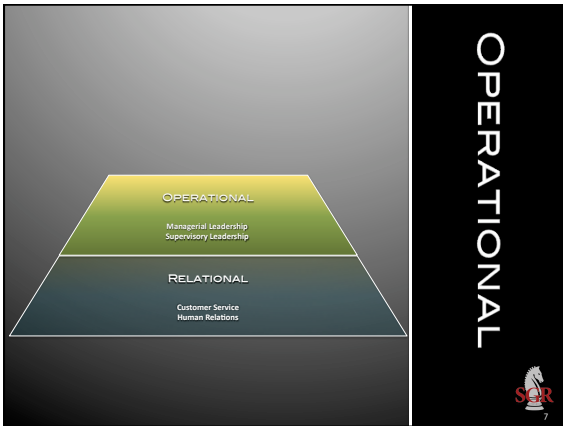 OPERATIONAL
Managerial Leadership
Supervisory Leadership
RELATIONAL
Customer Service
Human Relations
OPERATIONAL
SGR
7